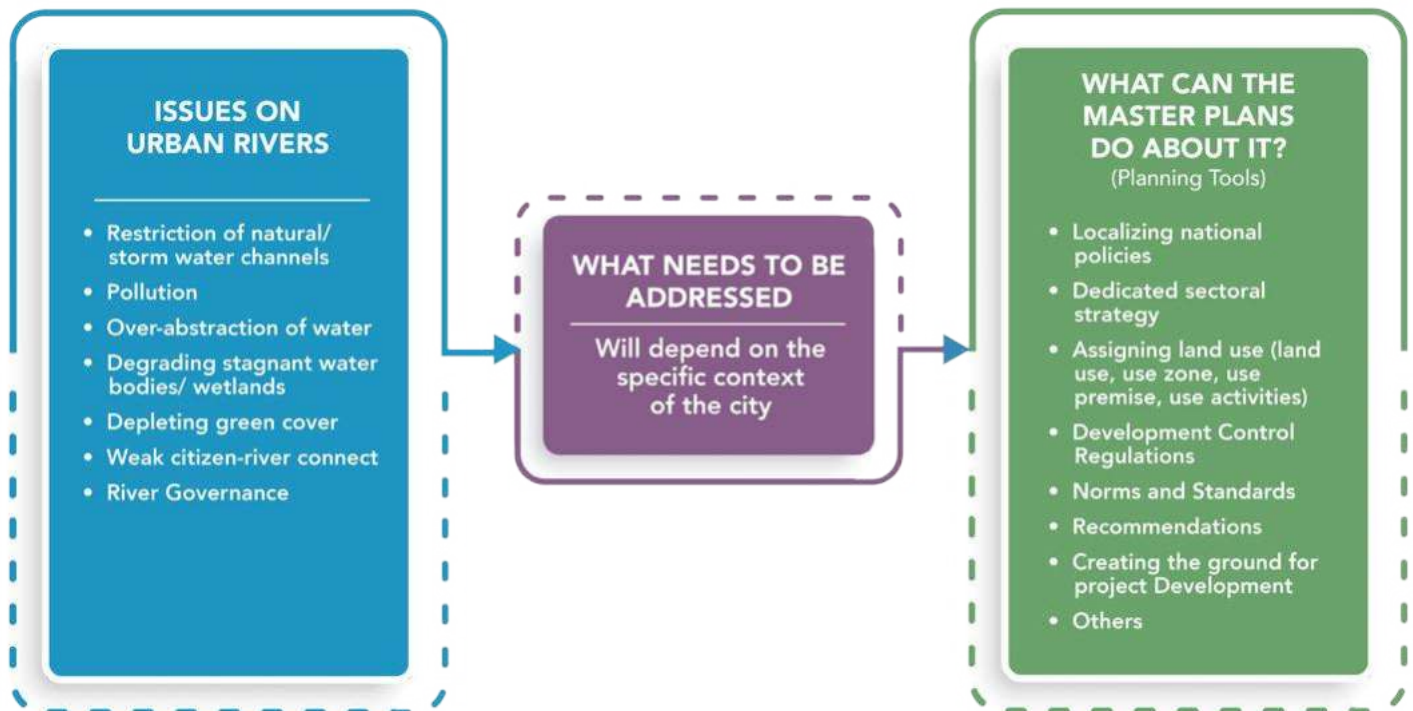 ISSUES ON
URBAN RIVERS
• Restriction of natural/
storm water channels
• Pollution
• Over-abstraction of water
• Degrading stagnant water
bodies/ wetlands
• Depleting green cover
• Weak citizen-river connect
• River Governance
WHAT NEEDS TO BE
ADDRESSED
Will depend on the
specific context
of the city
WHAT CAN THE
MASTER PLANS
DO ABOUT IT?
(Planning Tools)
• Localizing national
policies
• Dedicated sectoral
strategy
• Assigning land use (land
use, use zone, use
premise, use activities)
• Development Control
Regulations
• Norms and Standards
• Recommendations
• Creating the ground for
project Development
• Others